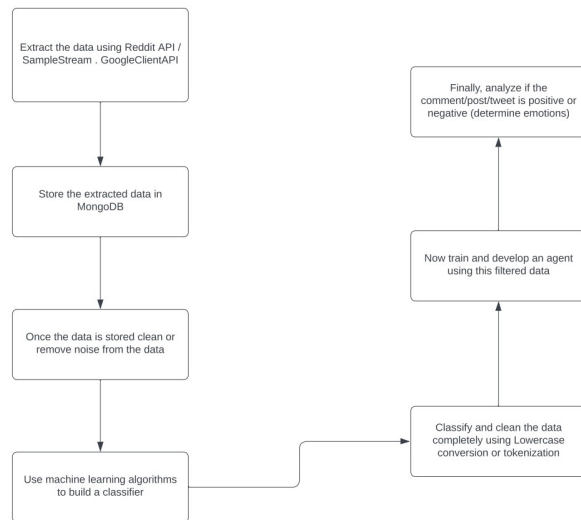 Extract the data using Reddit API /
SampleStream . GoogleClientAPI
Store the extracted data in
MongoDB
Once the data is stored clean or
remove noise from the data
Use machine learning algorithms
to build a classifier
Classify and clean the data
completely using Lowercase
conversion or tokenization
Now train and develop an agent
using this filtered data
Finally, analyze if the
comment/post/tweet is positive or
negative (determine emotions)